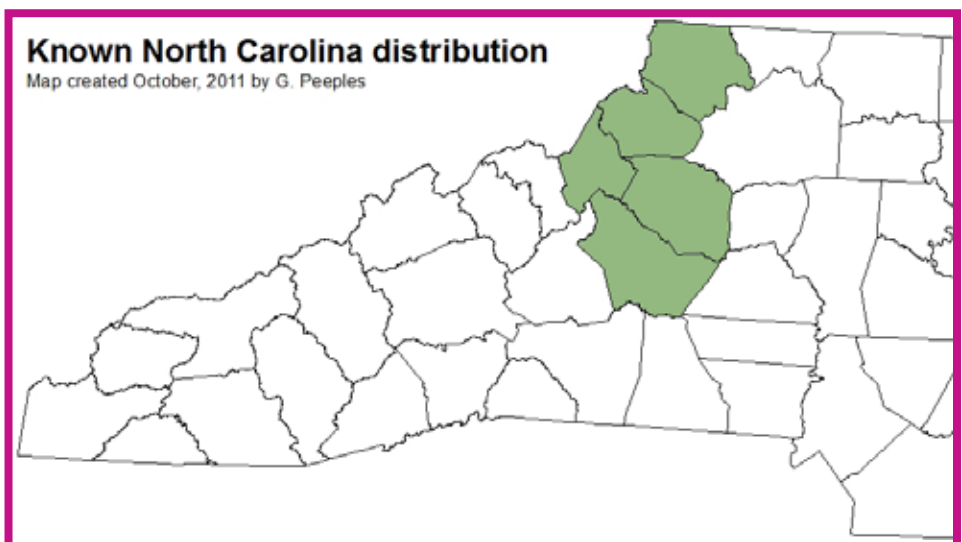 Known North Carolina distribution
Map created October, 2011 by G. Peeples